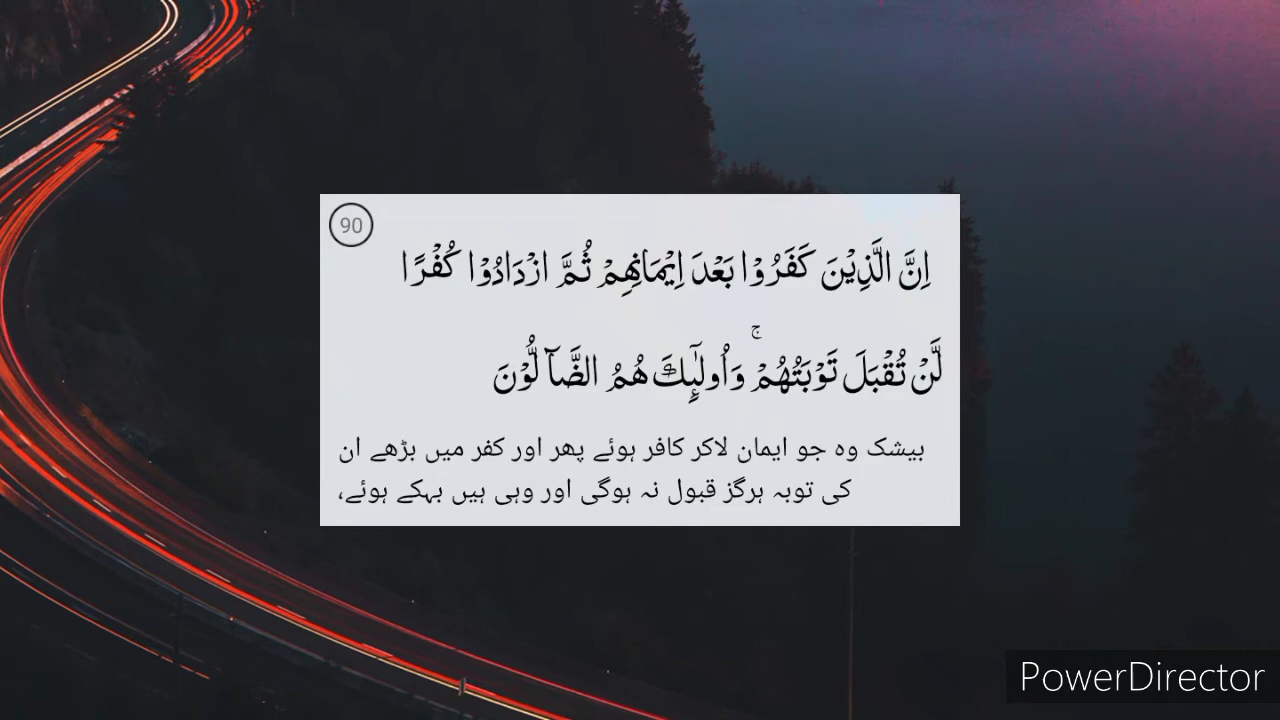 90
اِنَّ الَّذِیْنَ كَفَرُوْا بَعْدَ اِیْمَانِهِمْ ثُمَّ ازْدَادُوْا كُفْرًا
لَّنْ تُقْبَلَ تَوْبَتُهُمْۚ وَاُولٰٓىِٕكَ هُمُ الضَّآلُّوْنَ
بیشک وہ جو ایمان لاکر کافر ہوئے پھر اور کفر میں بڑھے ان
کی توبہ ہرگز قبول نہ ہوگی اور وہی ہیں بہکے ہوئے،
PowerDirector